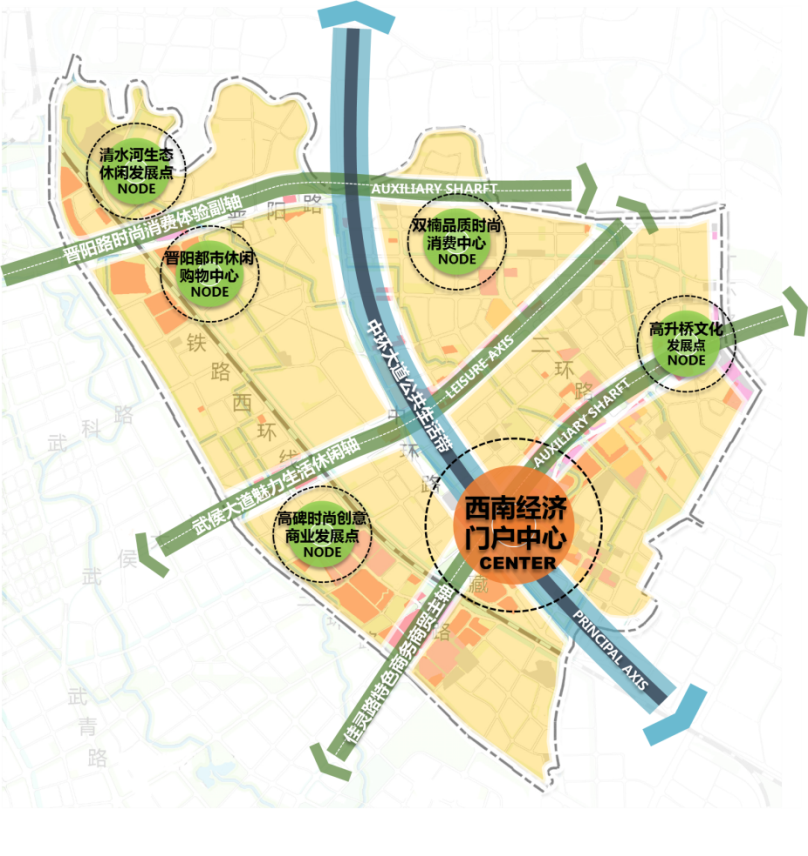 清水河生态
休闲发展点
NODE
AUXILIARY SHARFT
晋阳路时尚消费体验副轴
晋阳路
双楠品质时尚
消费中心
NODE
晋阳都市休闲
购物中心
NODE
高升桥文化
发展点
NODE
中环大道公共生活带
LEISURE AXIS
二环路
铁路西环线
武科路
AUXILIARY SHARFT
中环路
武侯大道魅力生活休闲轴
高碑时尚创意
商业发展点
NODE
西南经济
门户中心
CENTER
武侯
藏
路
三环路
佳灵路特色商务商贸主轴
PRINCIPAL AXIS
武青路